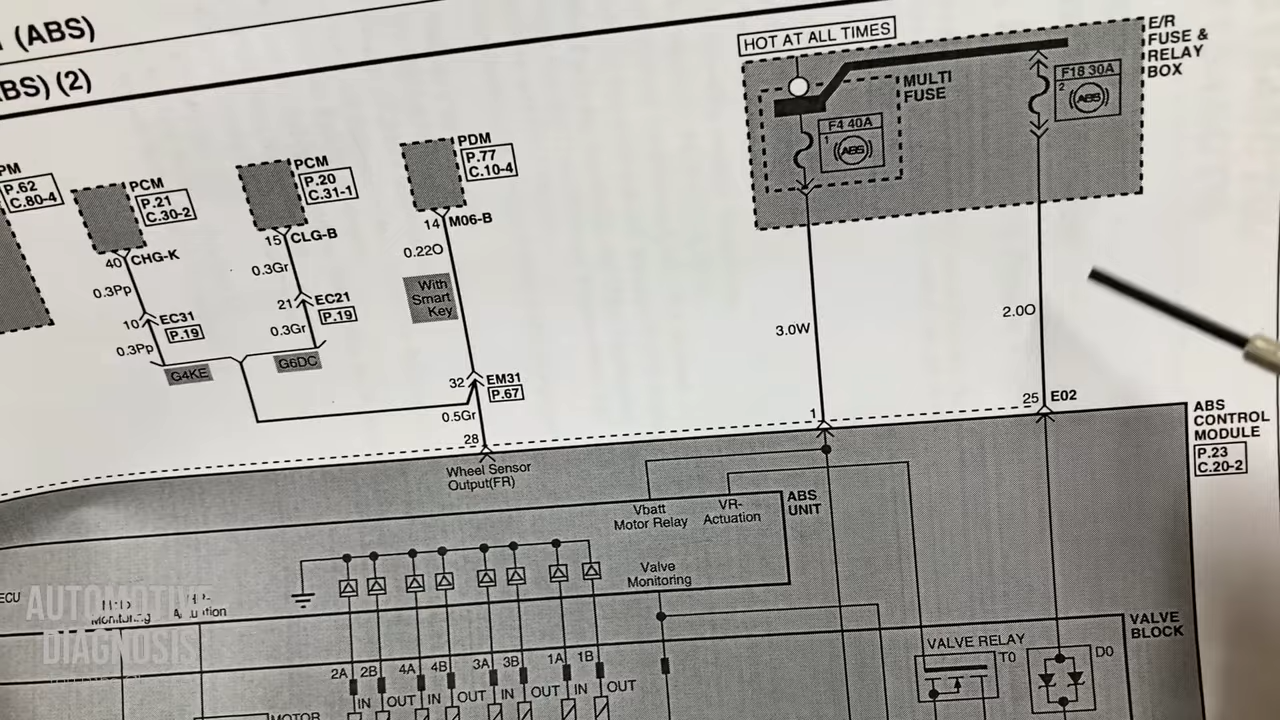 (ABS)
BS) (2)
HOT AT ALL TIMES
E/R
FUSE &
RELAY
BOX
MULTI
FUSE
F4 40A
1
ABS
F18 30A
2
ABS
PM
P.62
C.80-4
PCM
P.21
C.30-2
PCM
P.20
C.31-1
PDM
P.77
C.10-4
40
CHG-K
15
CLG-B
14
M06-B
0.3Pp
0.3Gr
0.22O
With
Smart
Key
10
EC31
P.19
21
EC21
P.19
0.3Pp
0.3Gr
G4KE
G6DC
32
EM31
P.67
0.5Gr
28
3.0W
2.0O
1
25
E02
ABS
CONTROL
MODULE
P.23
C.20-2
Wheel Sensor
Output(FR)
Vbatt
Motor Relay
VR-
Actuation
ABS
UNIT
Valve
Monitoring
ECU
Monitoring
AUTOMOTIVE
DIAGNOSIS
VALVE
BLOCK
VALVE RELAY
T0
D0
2A
2B
4A
4B
3A
3B
1A
1B
IN
OUT
IN
OUT
IN
OUT
IN
OUT
MOTOR